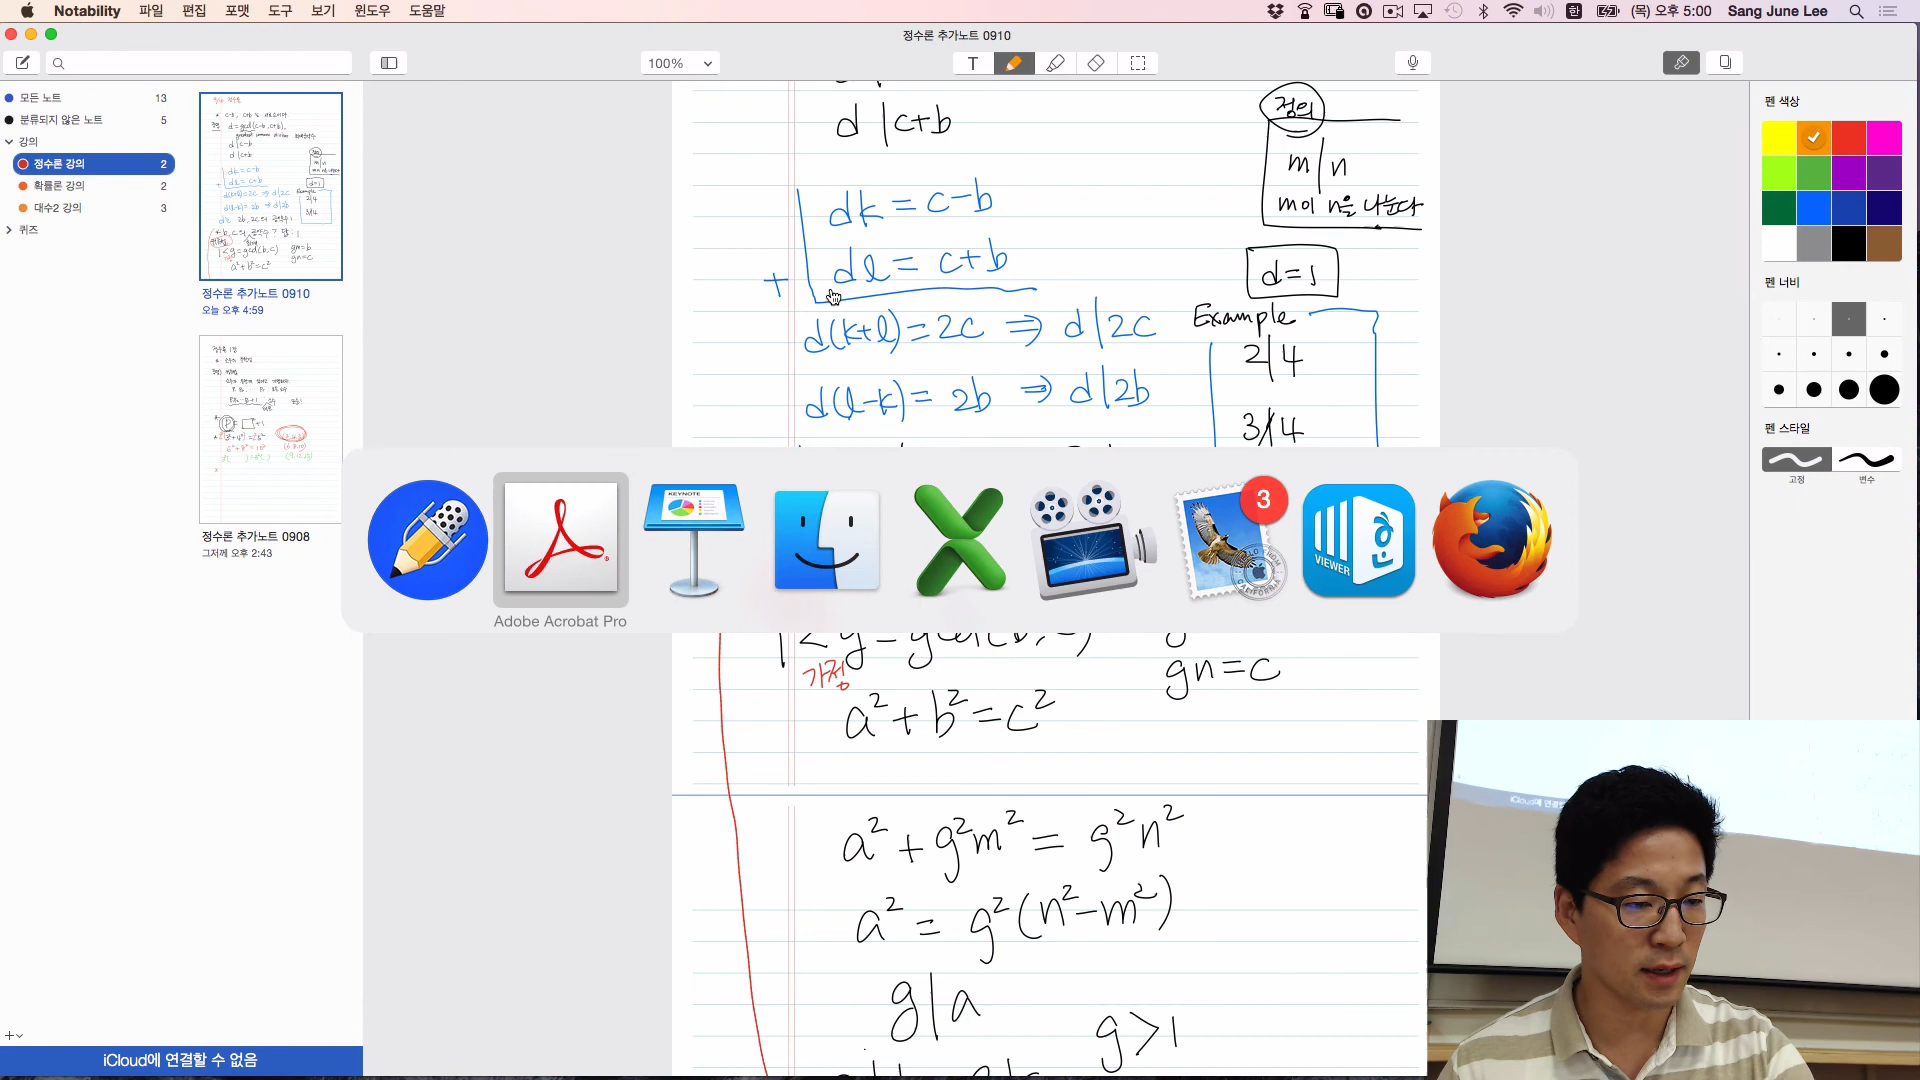 Notability 파일 편집 포맷 도구 보기 윈도우 도움말
한 (목) 오후 5:00 Sang June Lee
정수론 추가노트 0910
100%
T
모든 노트 13
분류되지 않은 노트 5
강의
정수론 강의 2
확률론 강의 2
대수2 강의 3
퀴즈
정수론 추가노트 0910
오늘 오후 4:59
정수론 추가노트 0908
그저께 오후 2:43
iCloud에 연결할 수 없음
d | c+b
dk = c-b
+ dl = c+b
d(k+l) = 2c ⇒ d|2c
d(l-k) = 2b ⇒ d|2b
정의
m | n
m이 n을 나눈다
d=1
Example
2|4
3∤4
KEYNOTE
3
HELLO FROM CALIFORNIA
VIEWER 한
Adobe Acrobat Pro
1<g=gcd(b,c)
가정
gn=c
a²+b²=c²
a²+g²m² = g²n²
a² = g²(n²-m²)
g|a
g>1
펜 색상
펜 너비
펜 스타일
고정 변수